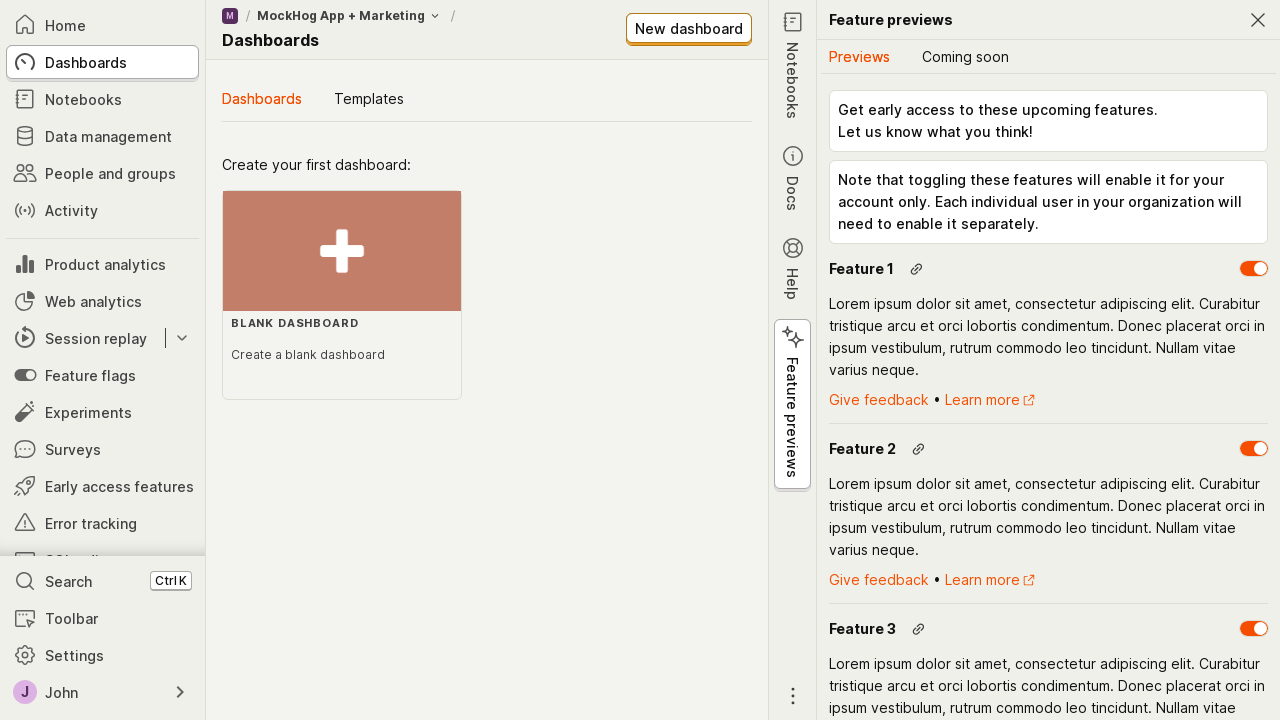 Home
Dashboards
Notebooks
Data management
People and groups
Activity
Product analytics
Web analytics
Session replay
Feature flags
Experiments
Surveys
Early access features
Error tracking
Search
Ctrl K
Toolbar
Settings
J
John
M / MockHog App + Marketing /
Dashboards
New dashboard
Dashboards
Templates
Create your first dashboard:
BLANK DASHBOARD
Create a blank dashboard
Notebooks
Docs
Help
Feature previews
Feature previews
Previews
Coming soon
Get early access to these upcoming features.
Let us know what you think!
Note that toggling these features will enable it for your
account only. Each individual user in your organization will
need to enable it separately.
Feature 1
Lorem ipsum dolor sit amet, consectetur adipiscing elit. Curabitur
tristique arcu et orci lobortis condimentum. Donec placerat orci in
ipsum vestibulum, rutrum commodo leo tincidunt. Nullam vitae
varius neque.
Give feedback • Learn more
Feature 2
Lorem ipsum dolor sit amet, consectetur adipiscing elit. Curabitur
tristique arcu et orci lobortis condimentum. Donec placerat orci in
ipsum vestibulum, rutrum commodo leo tincidunt. Nullam vitae
varius neque.
Give feedback • Learn more
Feature 3
Lorem ipsum dolor sit amet, consectetur adipiscing elit. Curabitur
tristique arcu et orci lobortis condimentum. Donec placerat orci in
ipsum vestibulum, rutrum commodo leo tincidunt. Nullam vitae